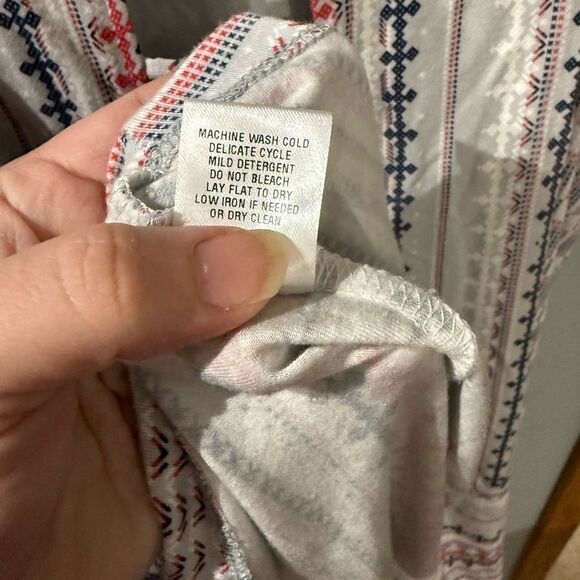 MACHINE WASH COLD
DELICATE CYCLE
MILD DETERGENT
DO NOT BLEACH
LAY FLAT TO DRY
LOW IRON IF NEEDED
OR DRY CLEAN